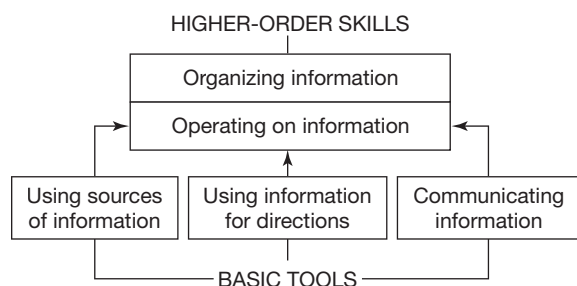 HIGHER-ORDER SKILLS
Organizing information
Operating on information
Using sources
of information
Using information
for directions
Communicating
information
BASIC TOOLS